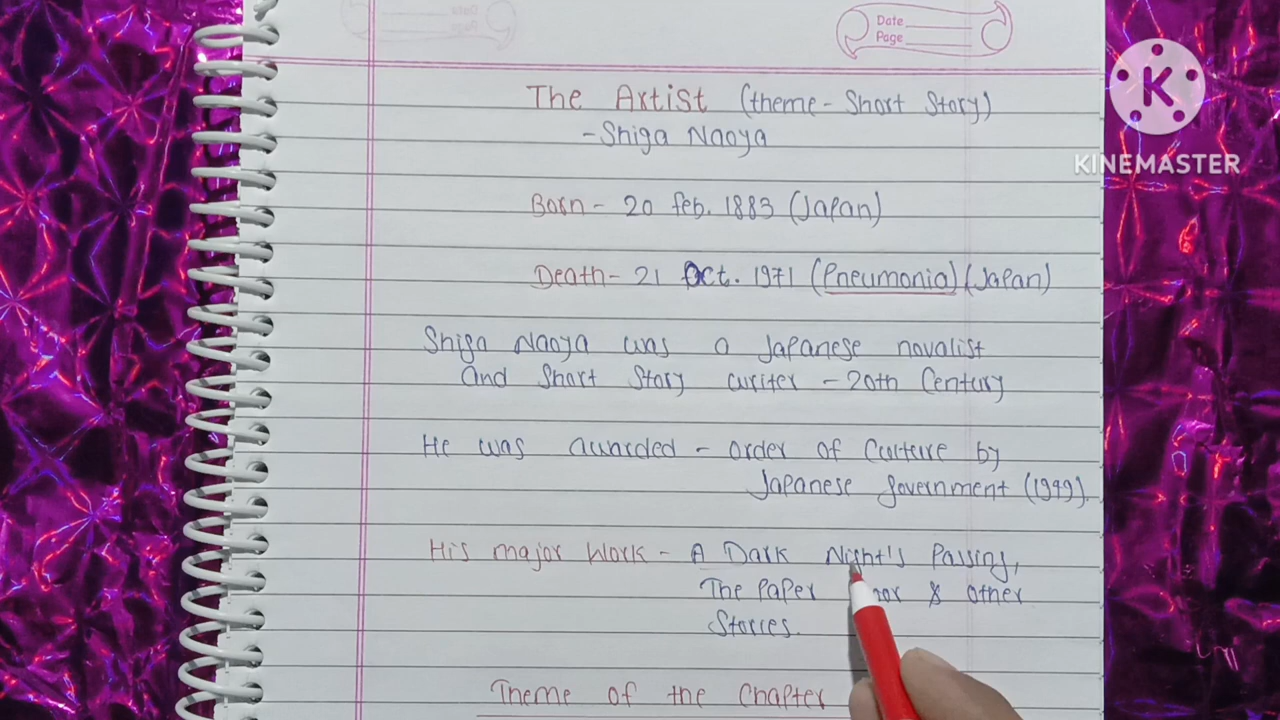 Date
Page
The Artist (theme - Short Story)
- Shiga Naoya
K
KINEMASTER
Born - 20 feb. 1883 (Japan)
Death - 21 Oct. 1971 (Pneumonia) (Japan)
Shiga Naoya was a Japanese novalist
And Short Story writer - 20th Century
He was awarded - order of Culture by
Japanese government (1949).
His major Work - A Dark Night's Passing,
The Paper & other
Stories.
Theme of the Chapter